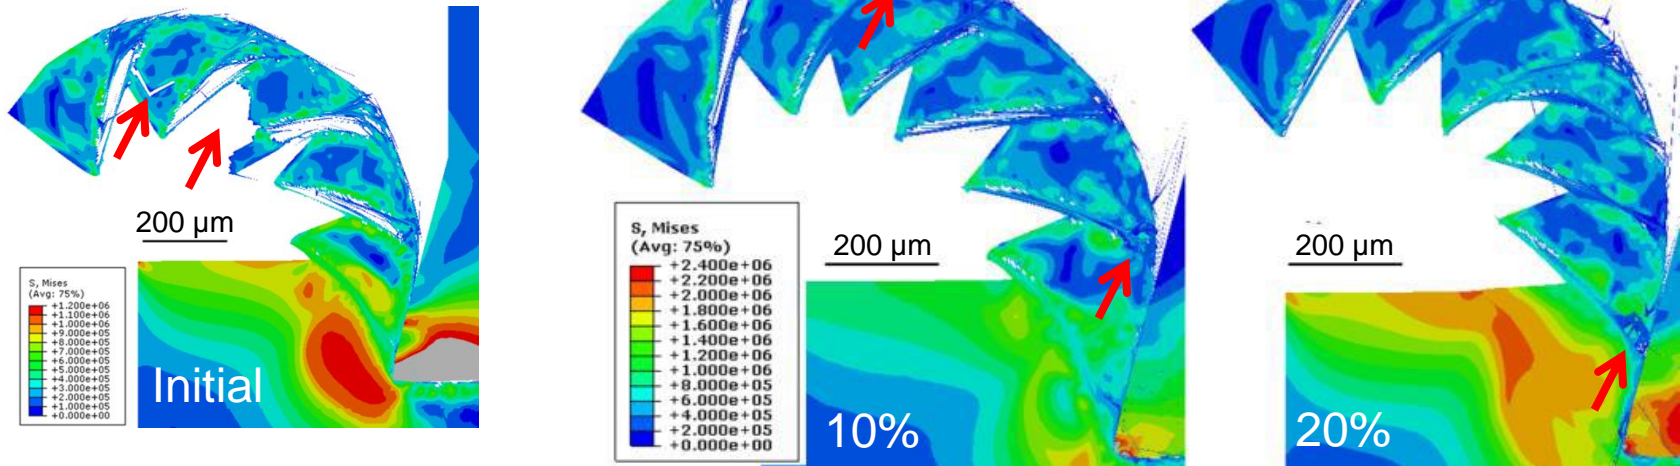 200 µm
S, Mises
(Avg: 75%)
+1.200e+06
+1.100e+06
+1.000e+06
+9.000e+05
+8.000e+05
+7.000e+05
+6.000e+05
+5.000e+05
+4.000e+05
+3.000e+05
+2.000e+05
+1.000e+05
+0.000e+00
Initial
S, Mises
(Avg: 75%)
+2.400e+06
+2.200e+06
+2.000e+06
+1.800e+06
+1.600e+06
+1.400e+06
+1.200e+06
+1.000e+06
+8.000e+05
+6.000e+05
+4.000e+05
+2.000e+05
+0.000e+00
200 µm
10%
200 µm
20%